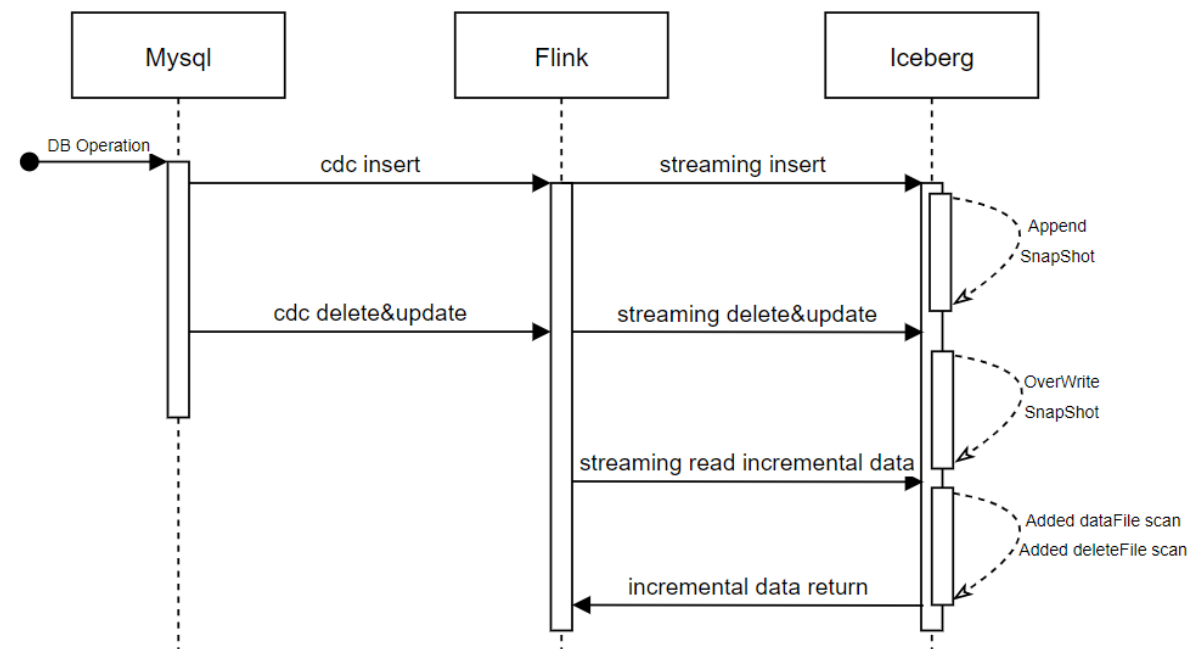 Mysql
Flink
Iceberg
DB Operation
cdc insert
streaming insert
Append
SnapShot
cdc delete&update
streaming delete&update
OverWrite
SnapShot
streaming read incremental data
Added dataFile scan
Added deleteFile scan
incremental data return